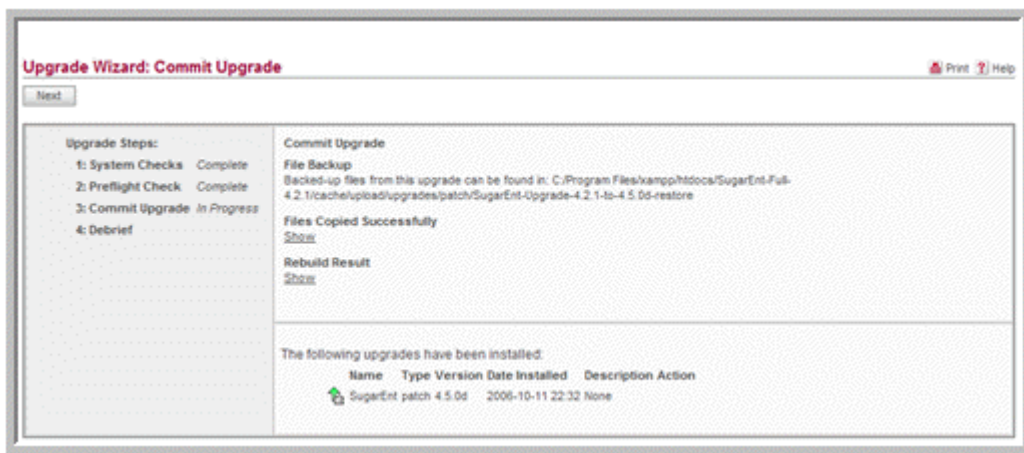 Upgrade Wizard: Commit Upgrade
Print Help
Next
Upgrade Steps:
1: System Checks Complete
2: Preflight Check Complete
3: Commit Upgrade In Progress
4: Debrief
Commit Upgrade
File Backup
Backed-up files from this upgrade can be found in: C:/Program Files/xampp/htdocs/SugarEnt-Full-
4.2.1/cache/upload/upgrades/patch/SugarEnt-Upgrade-4.2.1-to-4.5.0d-restore
Files Copied Successfully
Show
Rebuild Result
Show
The following upgrades have been installed:
Name Type Version Date Installed Description Action
SugarEnt patch 4.5.0d 2006-10-11 22:32 None